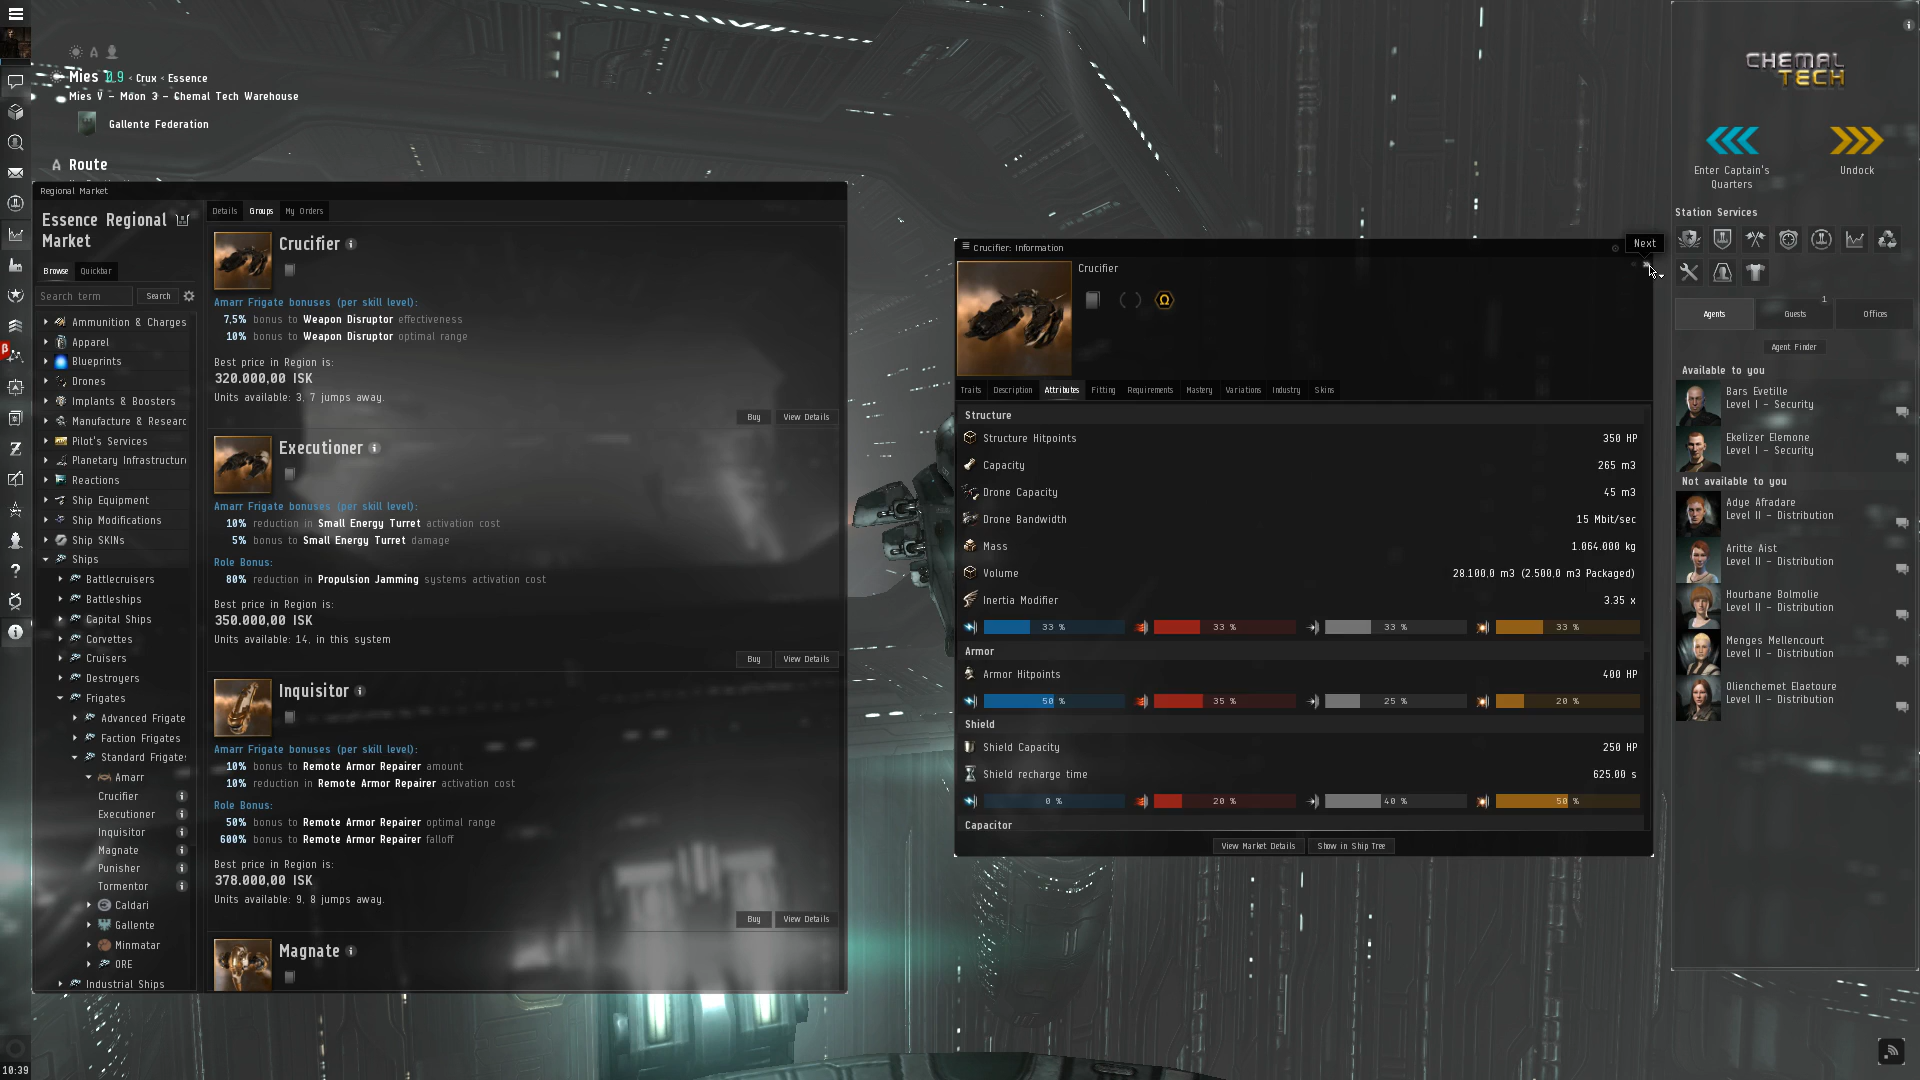 Mies 0.9 ‹ Crux ‹ Essence
Mies V – Moon 3 – Chemal Tech Warehouse
Gallente Federation
Route
Regional Market
Essence Regional
Market
Browse
Quickbar
Search term
Search
Ammunition & Charges
Apparel
Blueprints
Drones
Implants & Boosters
Manufacture & Researc
Pilot's Services
Planetary Infrastructur
Reactions
Ship Equipment
Ship Modifications
Ship SKINs
Ships
Battlecruisers
Battleships
Capital Ships
Corvettes
Cruisers
Destroyers
Frigates
Advanced Frigate
Faction Frigates
Standard Frigate
Amarr
Crucifier
Executioner
Inquisitor
Magnate
Punisher
Tormentor
Caldari
Gallente
Minmatar
ORE
Industrial Ships
10:39
Details
Groups
My Orders
Crucifier
Amarr Frigate bonuses (per skill level):
7,5% bonus to Weapon Disruptor effectiveness
10% bonus to Weapon Disruptor optimal range
Best price in Region is:
320.000,00 ISK
Units available: 3, 7 jumps away.
Buy
View Details
Executioner
Amarr Frigate bonuses (per skill level):
10% reduction in Small Energy Turret activation cost
5% bonus to Small Energy Turret damage
Role Bonus:
80% reduction in Propulsion Jamming systems activation cost
Best price in Region is:
350.000,00 ISK
Units available: 14, in this system
Buy
View Details
Inquisitor
Amarr Frigate bonuses (per skill level):
10% bonus to Remote Armor Repairer amount
10% reduction in Remote Armor Repairer activation cost
Role Bonus:
50% bonus to Remote Armor Repairer optimal range
600% bonus to Remote Armor Repairer falloff
Best price in Region is:
378.000,00 ISK
Units available: 9, 8 jumps away.
Buy
View Details
Magnate
Crucifier: Information
Next
Crucifier
Traits
Description
Attributes
Fitting
Requirements
Mastery
Variations
Industry
Skins
Structure
Structure Hitpoints 350 HP
Capacity 265 m3
Drone Capacity 45 m3
Drone Bandwidth 15 Mbit/sec
Mass 1.064.000 kg
Volume 28.100,0 m3 (2.500,0 m3 Packaged)
Inertia Modifier 3.35 x
33 % 33 % 33 % 33 %
Armor
Armor Hitpoints 400 HP
50 % 35 % 25 % 20 %
Shield
Shield Capacity 250 HP
Shield recharge time 625.00 s
0 % 20 % 40 % 50 %
Capacitor
View Market Details
Show in Ship Tree
CHEMAL
TECH
Enter Captain's
Quarters
Undock
Station Services
1
Agents
Guests
Offices
Agent Finder
Available to you
Bars Evetille
Level I – Security
Ekelizer Elemone
Level I – Security
Not available to you
Adye Afradare
Level II – Distribution
Aritte Aist
Level II – Distribution
Hourbane Bolmolie
Level II – Distribution
Menges Mellencourt
Level II – Distribution
Olienchemet Elaetoure
Level II – Distribution